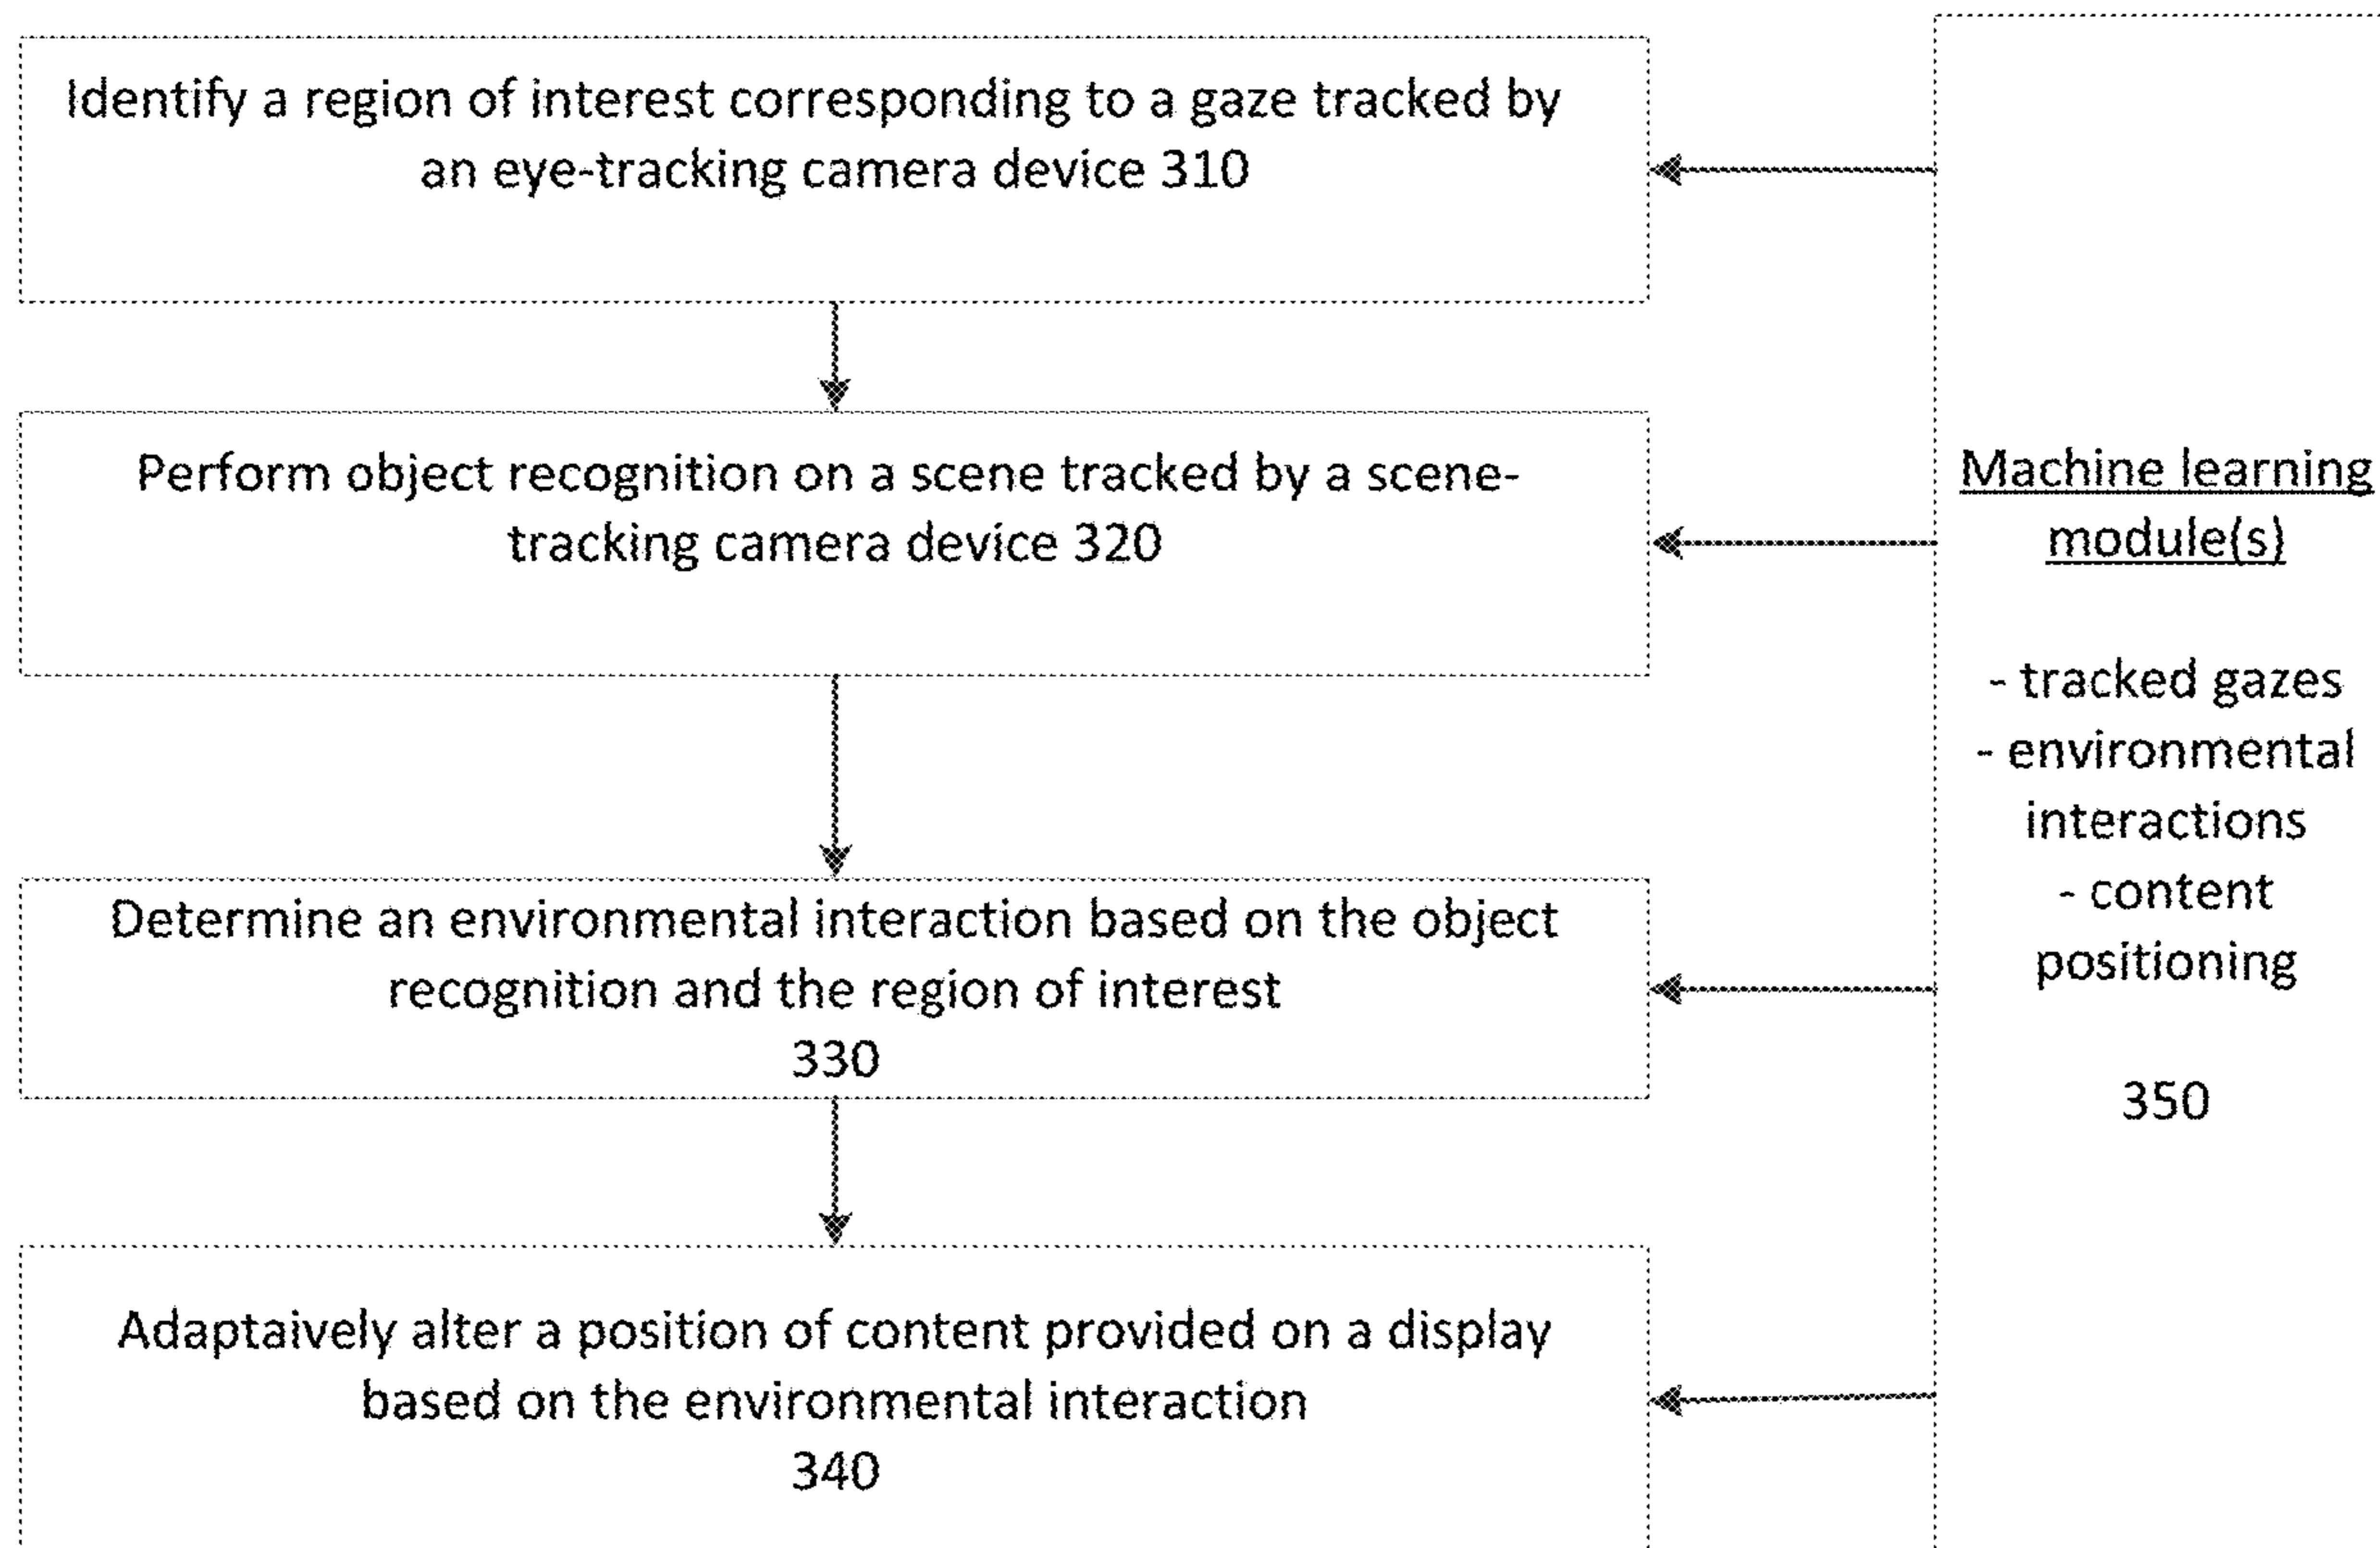 Identify a region of interest corresponding to a gaze tracked by
an eye-tracking camera device 310
Perform object recognition on a scene tracked by a scene-
tracking camera device 320
Determine an environmental interaction based on the object
recognition and the region of interest
330
Adaptaively alter a position of content provided on a display
based on the environmental interaction
340
Machine learning
module(s)
- tracked gazes
- environmental
interactions
- content
positioning
350